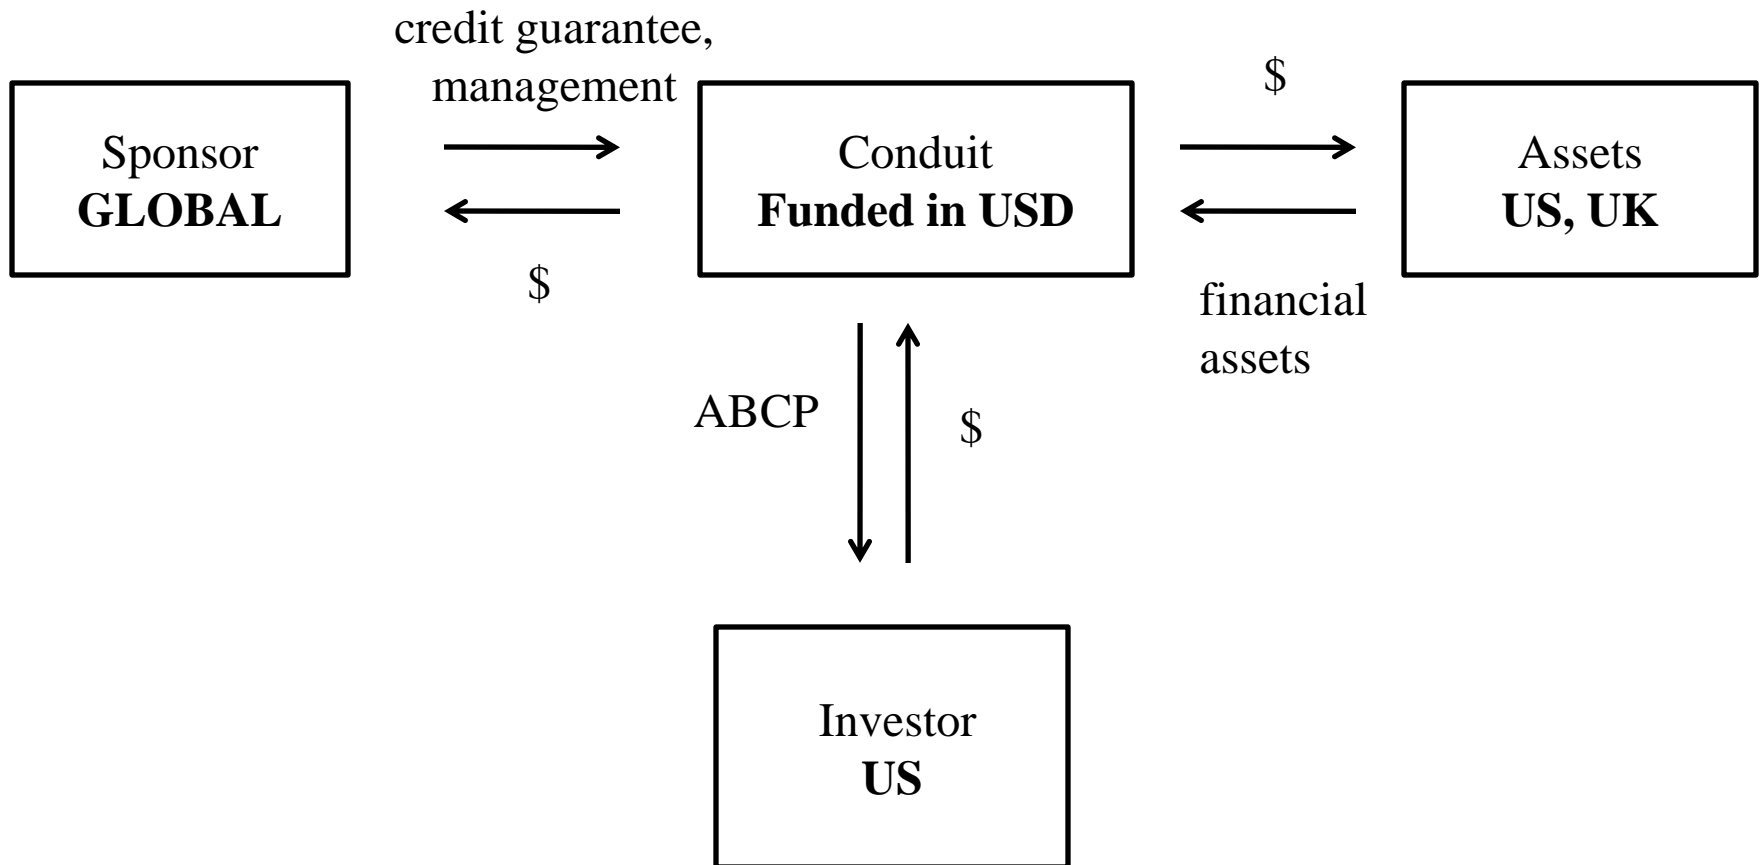 credit guarantee,
management
$
Sponsor
GLOBAL
Conduit
Funded in USD
Assets
US, UK
$
financial
assets
ABCP
$
Investor
US